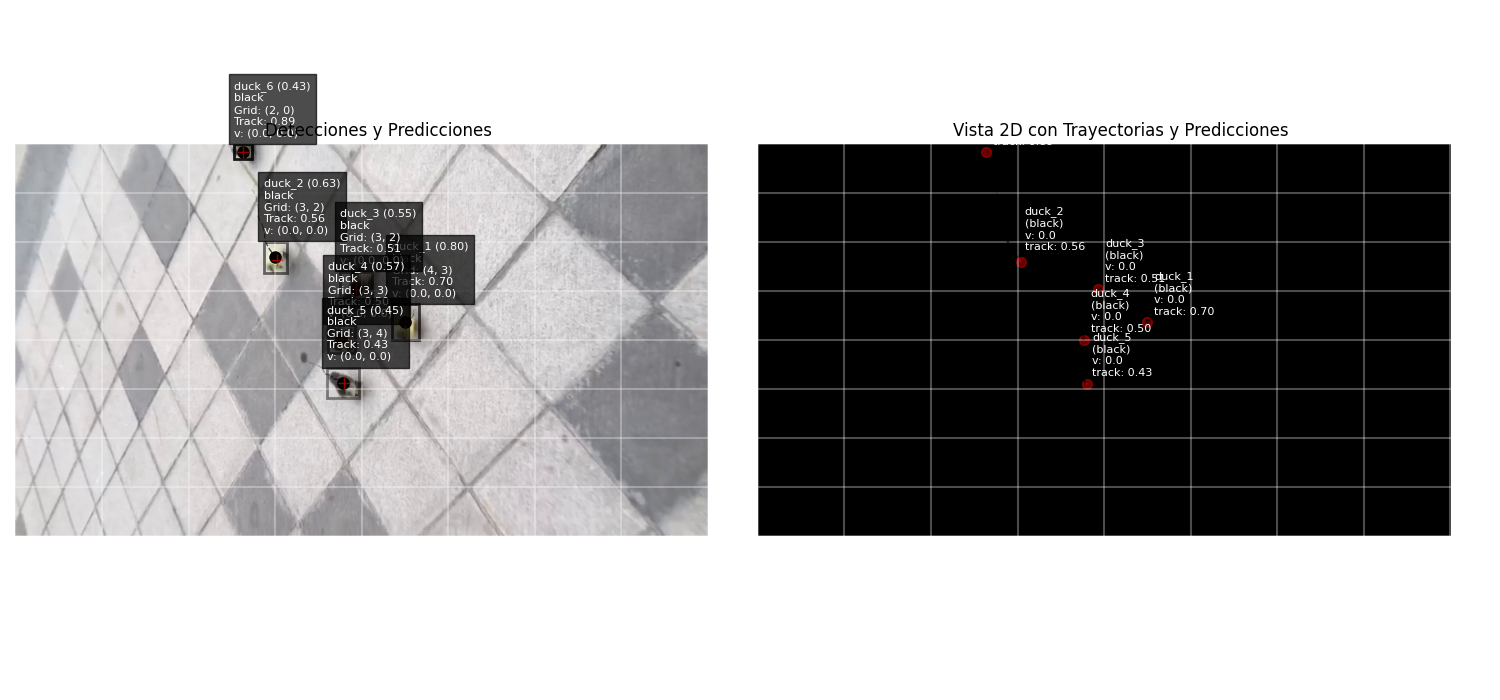 duck_6 (0.43)
black
Grid: (2, 0)
Track: 0.89
v: (0.0, 0.0)
Detecciones y Predicciones
duck_2 (0.63)
black
Grid: (3, 2)
Track: 0.56
v: (0.0, 0.0)
duck_3 (0.55)
black
Grid: (3, 2)
Track: 0.51
v: (0.0, 0.0)
duck_1 (0.80)
(4, 3)
Track: 0.70
v: (0.0, 0.0)
duck_4 (0.57)
black
Grid: (3, 3)
Track: 0.50
duck_5 (0.45)
black
Grid: (3, 4)
Track: 0.43
v: (0.0, 0.0)
Vista 2D con Trayectorias y Predicciones
duck_2
(black)
v: 0.0
track: 0.56
duck_3
(black)
v: 0.0
track: 0.51
duck_1
(black)
v: 0.0
track: 0.70
duck_4
(black)
v: 0.0
track: 0.50
duck_5
(black)
v: 0.0
track: 0.43